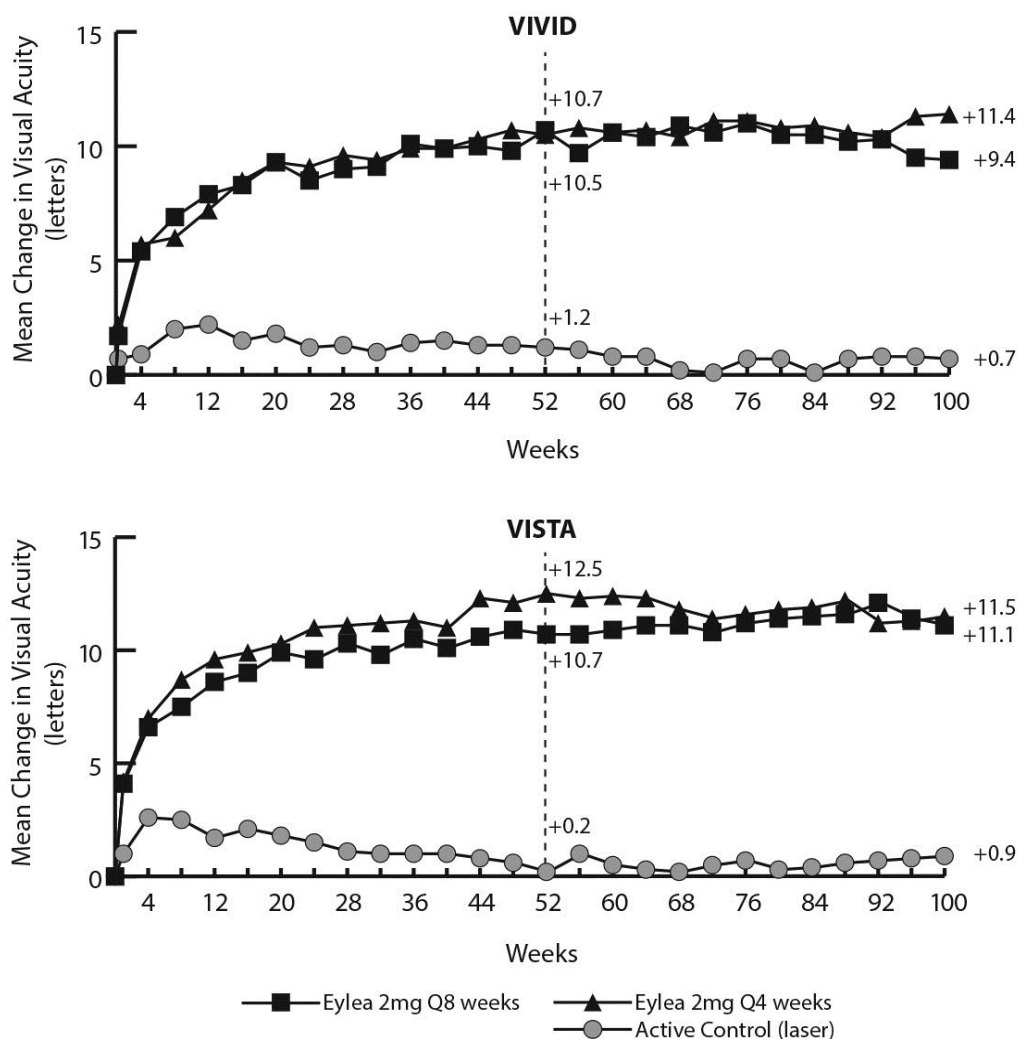 VIVID
Mean Change in Visual Acuity
(letters)
15
10
5
0
+10.7
+10.5
+1.2
+11.4
+9.4
+0.7
4 12 20 28 36 44 52 60 68 76 84 92 100
Weeks
VISTA
Mean Change in Visual Acuity
(letters)
15
10
5
0
+12.5
+10.7
+0.2
+11.5
+11.1
+0.9
4 12 20 28 36 44 52 60 68 76 84 92 100
Weeks
Eylea 2mg Q8 weeks
Eylea 2mg Q4 weeks
Active Control (laser)